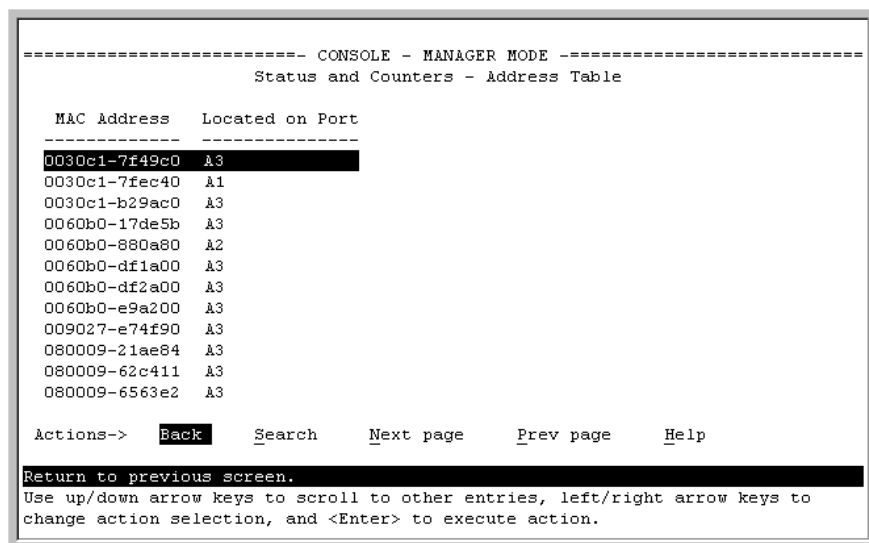 ==========================- CONSOLE - MANAGER MODE -============================
Status and Counters - Address Table
MAC Address   Located on Port
-------------  ---------------
0030c1-7f49c0  A3
0030c1-7fec40  A1
0030c1-b29ac0  A3
0060b0-17de5b  A3
0060b0-880a80  A2
0060b0-df1a00  A3
0060b0-df2a00  A3
0060b0-e9a200  A3
009027-e74f90  A3
080009-21ae84  A3
080009-62c411  A3
080009-6563e2  A3
Actions->   Back     Search     Next page     Prev page     Help
Return to previous screen.
Use up/down arrow keys to scroll to other entries, left/right arrow keys to
change action selection, and <Enter> to execute action.